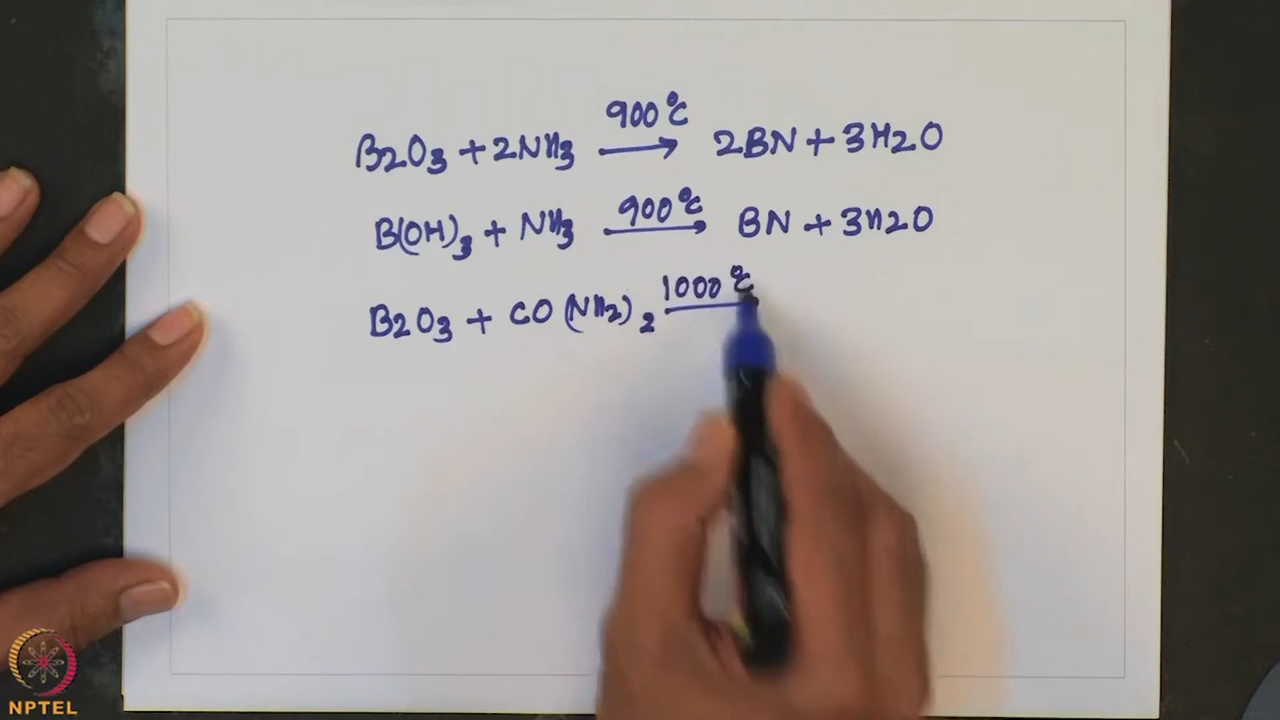 B2O3 + 2NH3 900°C → 2BN + 3H2O
B(OH)3 + NH3 900°C → BN + 3H2O
B2O3 + CO (NH2)2 1000°C
NPTEL